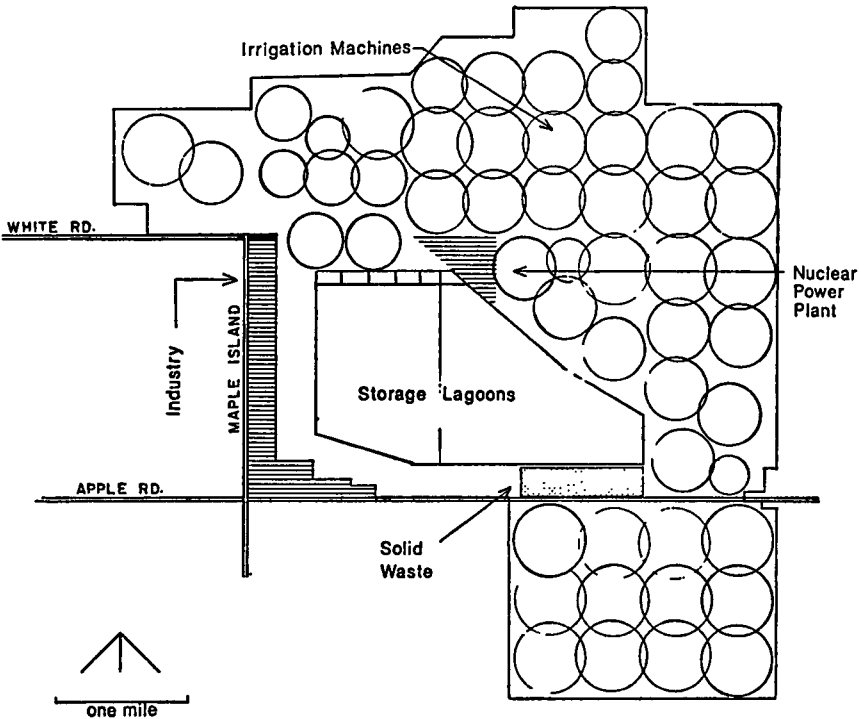 Irrigation Machines
WHITE RD.
Nuclear
Power
Plant
Industry
MAPLE ISLAND
Storage Lagoons
APPLE RD.
Solid
Waste
one mile